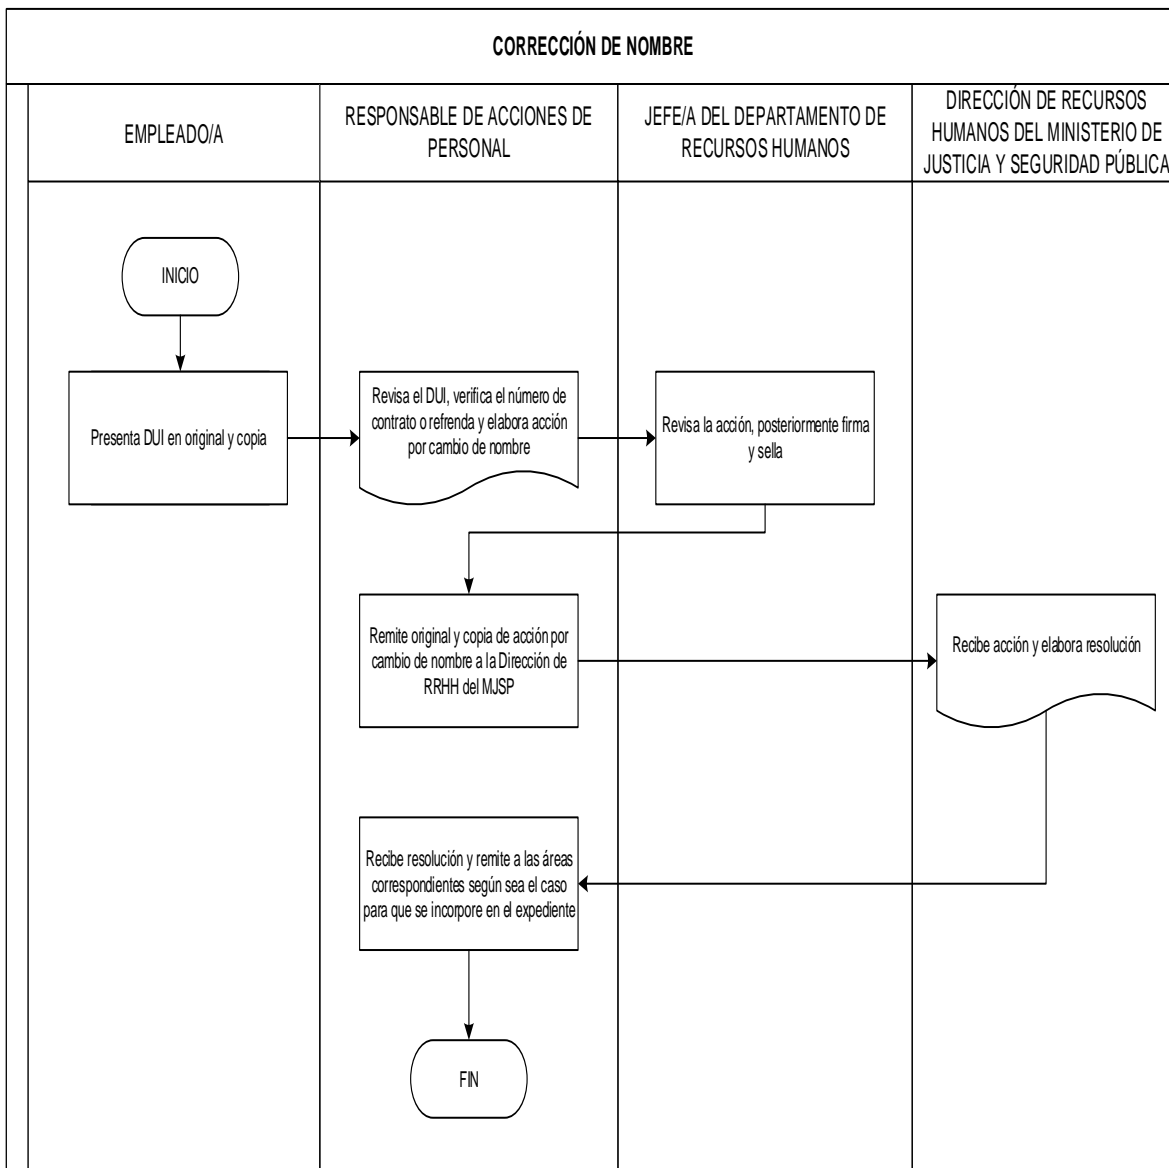 CORRECCIÓN DE NOMBRE
EMPLEADO/A
RESPONSABLE DE ACCIONES DE
PERSONAL
JEFE/A DEL DEPARTAMENTO DE
RECURSOS HUMANOS
DIRECCIÓN DE RECURSOS
HUMANOS DEL MINISTERIO DE
JUSTICIA Y SEGURIDAD PÚBLICA
INICIO
Presenta DUI en original y copia
Revisa el DUI, verifica el número de
contrato o refrenda y elabora acción
por cambio de nombre
Revisa la acción, posteriormente firma
y sella
Remite original y copia de acción por
cambio de nombre a la Dirección de
RRHH del MJSP
Recibe acción y elabora resolución
Recibe resolución y remite a las áreas
correspondientes según sea el caso
para que se incorpore en el expediente
FIN